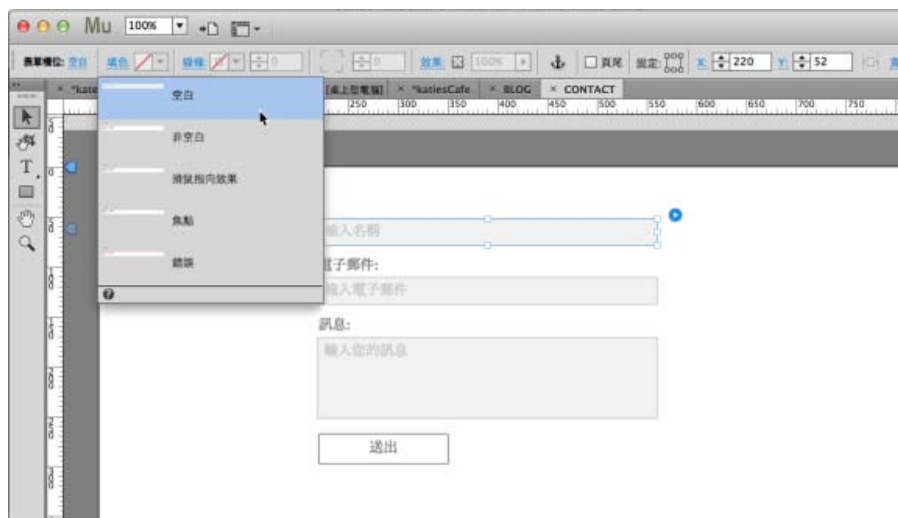 Mu 100%
表單欄位: 空白 填色 線條: 0 0 效果: 100% 頁尾 固定: X: 220 Y: 52
[桌上型電腦] × *katiesCafe × BLOG × CONTACT
250 300 350 400 450 500 550 600 650 700 750
空白
非空白
滑鼠指向效果
焦點
錯誤
輸入名稱
電子郵件:
輸入電子郵件
訊息:
輸入您的訊息
送出